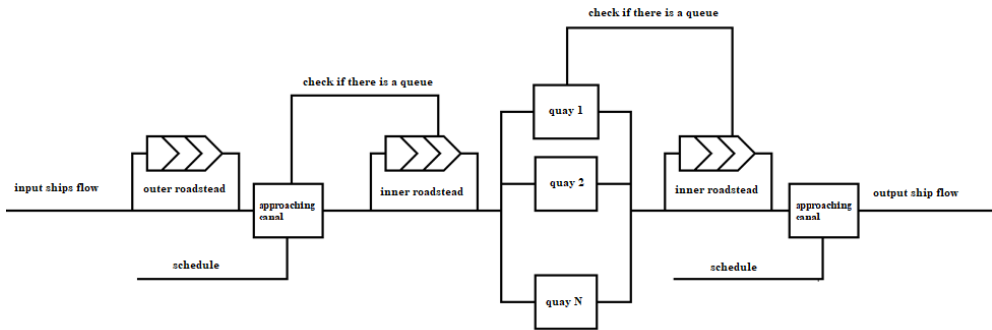 check if there is a queue
check if there is a queue
quay 1
outer roadstead
inner roadstead
quay 2
inner roadstead
input ships flow
approaching
canal
approaching
canal
output ship flow
schedule
schedule
quay N